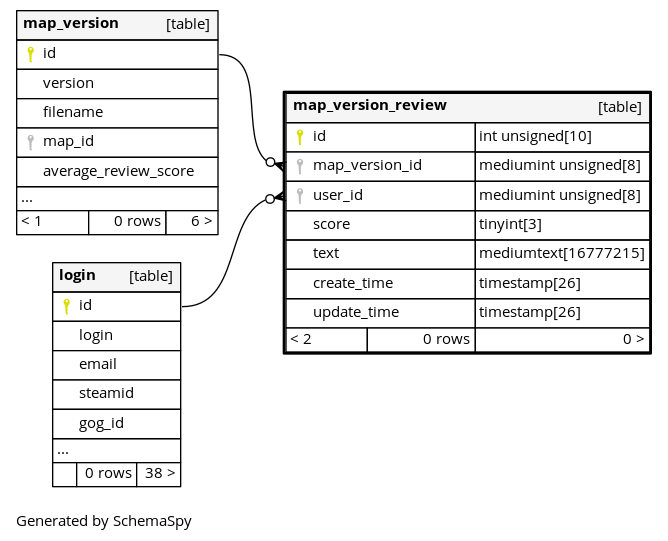 map_version [table]
id
version
filename
map_id
average_review_score
...
< 1 0 rows 6 >
map_version_review [table]
id int unsigned[10]
map_version_id mediumint unsigned[8]
user_id mediumint unsigned[8]
score tinyint[3]
text mediumtext[16777215]
create_time timestamp[26]
update_time timestamp[26]
< 2 0 rows 0 >
login [table]
id
login
email
steamid
gog_id
...
0 rows 38 >
Generated by SchemaSpy